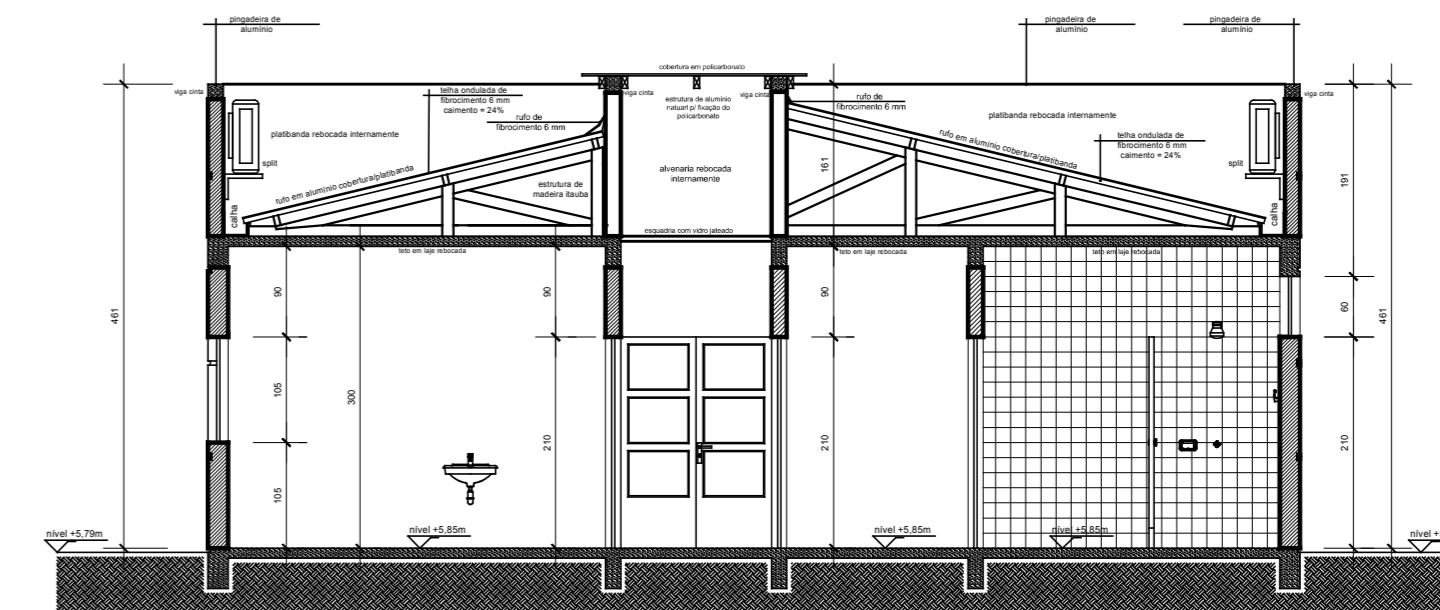 pingadeira de
alumínio
pingadeira de
alumínio
pingadeira de
alumínio
cobertura em policarbonato
viga cinta
telha ondulada de
fibrocimento 6 mm
caimento = 24%
viga cinta
estrutura de alumínio
natuarl p/ fixação do
policarbonato
viga cinta
rufo de
fibrocimento 6 mm
viga cinta
rufo de
fibrocimento 6 mm
platibanda rebocada internamente
platibanda rebocada internamente
rufo em alumínio cobertura/platibanda
telha ondulada de
fibrocimento 6 mm
caimento = 24%
split
split
161
191
alvenaria rebocada
internamente
rufo em alumínio cobertura/platibanda
estrutura de
madeira itauba
calha
calha
esquadria com vidro jateado
teto em laje rebocada
teto em laje rebocada
teto em laje rebocada
90
90
90
60
461
461
105
300
210
210
210
105
nível +5,79m
nível +5,85m
nível +5,85m
nível +5,85m
nível +